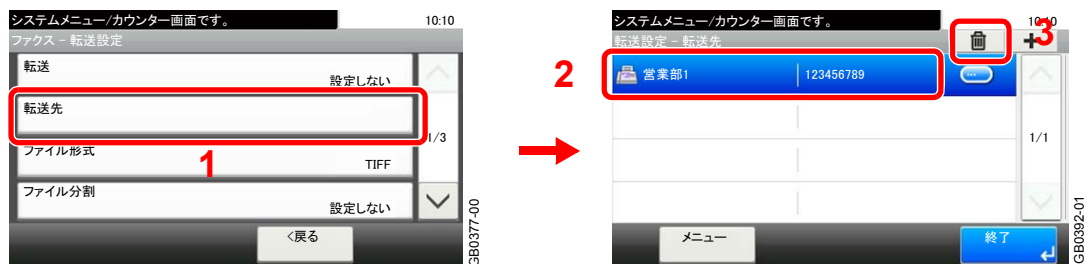 システムメニュー/カウンター画面です。
10:10
ファクス - 転送設定
転送
設定しない
転送先
1/3
ファイル形式
1
TIFF
ファイル分割
設定しない
<戻る
GB0377-00
システムメニュー/カウンター画面です。
10:10
転送設定 - 転送先
3
2
営業部1
123456789
1/1
メニュー
終了
GB0392-01